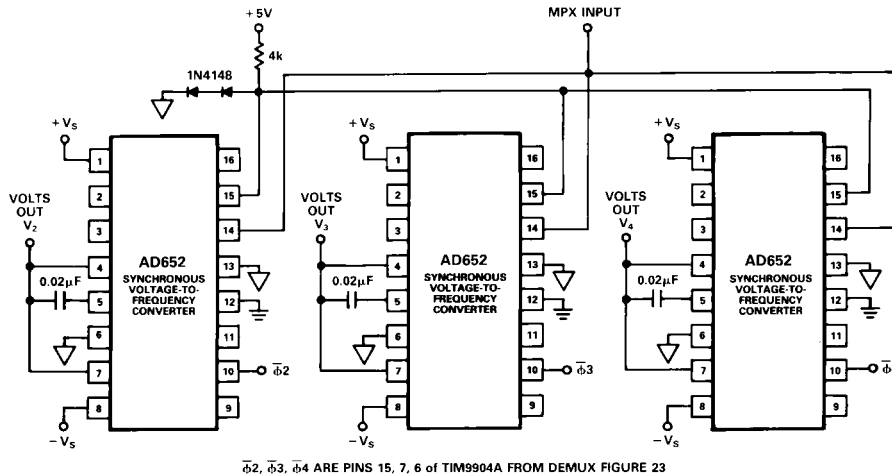 +5V
MPX INPUT
4k
1N4148
+VS
1
2
3
4
5
6
7
8
16
15
14
13
12
11
10
9
VOLTS
OUT
V2
0.02μF
AD652
SYNCHRONOUS
VOLTAGE-TO-
FREQUENCY
CONVERTER
ϕ̅2
−VS
+VS
1
2
3
4
5
6
7
8
16
15
14
13
12
11
10
9
VOLTS
OUT
V3
0.02μF
AD652
SYNCHRONOUS
VOLTAGE-TO-
FREQUENCY
CONVERTER
ϕ̅3
−VS
+VS
1
2
3
4
5
6
7
8
16
15
14
13
12
11
10
9
VOLTS
OUT
V4
0.02μF
AD652
SYNCHRONOUS
VOLTAGE-TO-
FREQUENCY
CONVERTER
ϕ̅
−VS
ϕ̅2, ϕ̅3, ϕ̅4 ARE PINS 15, 7, 6 of TIM9904A FROM DEMUX FIGURE 23